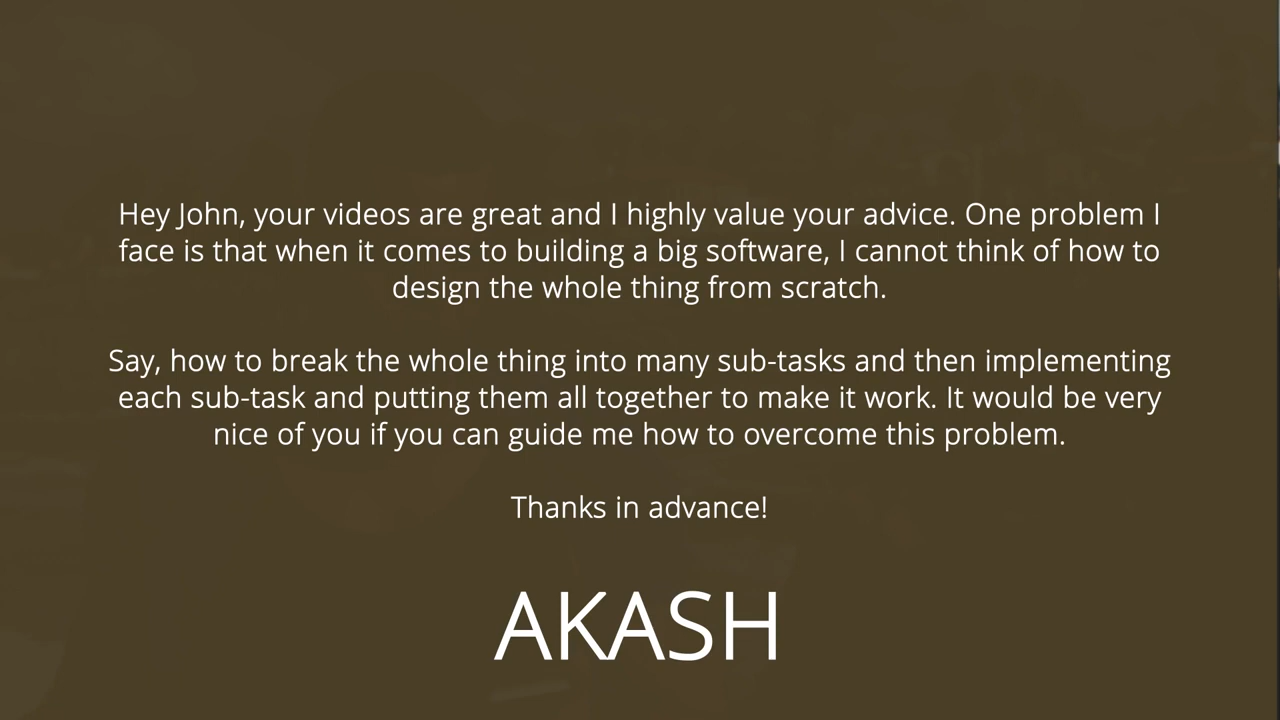 Hey John, your videos are great and I highly value your advice. One problem I
face is that when it comes to building a big software, I cannot think of how to
design the whole thing from scratch.
Say, how to break the whole thing into many sub-tasks and then implementing
each sub-task and putting them all together to make it work. It would be very
nice of you if you can guide me how to overcome this problem.
Thanks in advance!
AKASH